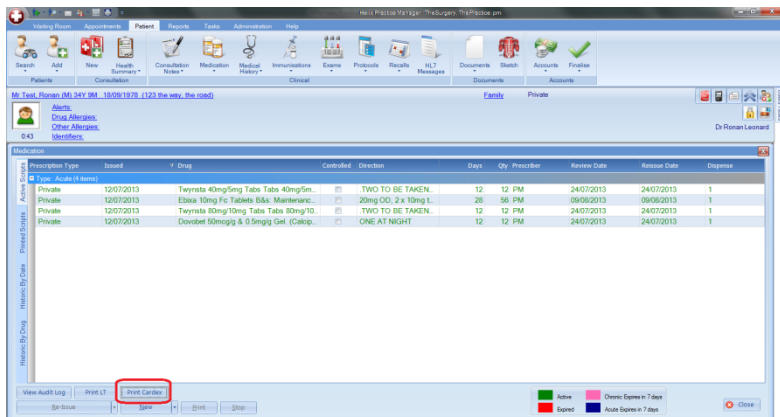 Helix Practice Manager TheSurgery, ThePractice.pm
Waiting Room Appointments Patient Reports Tasks Administration Help
Search Add New Health Summary Consultation Notes Medication Medical History Immunisations Exams Protocols Recalls HL7 Messages Documents Sketch Accounts Finalise
Patients Consultation Clinical Documents Accounts
Mr Test, Ronan (M) 34Y 9M 18/09/1978 (123 the way, the road) Family Private
Alerts:
Drug Allergies:
Other Allergies:
Identifiers:
0:43 Dr Ronan Leonard
Medication
Prescription Type Issued Drug Controlled Direction Days Qty Prescriber Review Date Reissue Date Dispense
Type: Acute (4 items)
Private 12/07/2013 Twynsta 40mg/5mg Tabs Tabs 40mg/5m... .TWO TO BE TAKEN... 12 12 PM 24/07/2013 24/07/2013 1
Private 12/07/2013 Ebixa 10mg Fc Tablets B&s: Maintenanc... 20mg OD, 2 x 10mg t... 28 56 PM 09/08/2013 09/08/2013 1
Private 12/07/2013 Twynsta 80mg/10mg Tabs Tabs 80mg/10... .TWO TO BE TAKEN... 12 12 PM 24/07/2013 24/07/2013 1
Private 12/07/2013 Dovobet 50mcg/g & 0.5mg/g Gel. (Calcip... ONE AT NIGHT 12 12 PM 24/07/2013 24/07/2013 1
Active Scripts
Printed Scripts
Historic By Date
Historic By Drug
View Audit Log Print LT Print Cardex
Re-Issue New Print Stop
Active Chronic Expires in 7 days
Expired Acute Expires in 7 days
Close